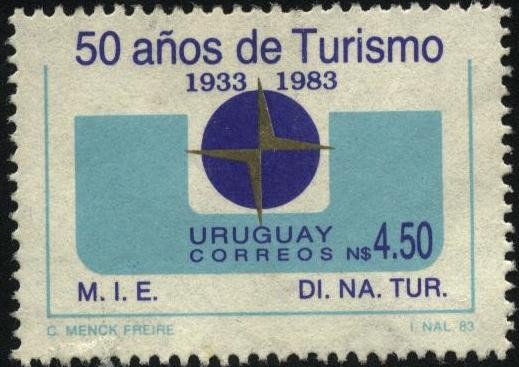 50 años de Turismo
1933 1983
URUGUAY
CORREOS N$4.50
M. I. E. DI. NA. TUR.
C. MENCK FREIRE I. NAL. 83